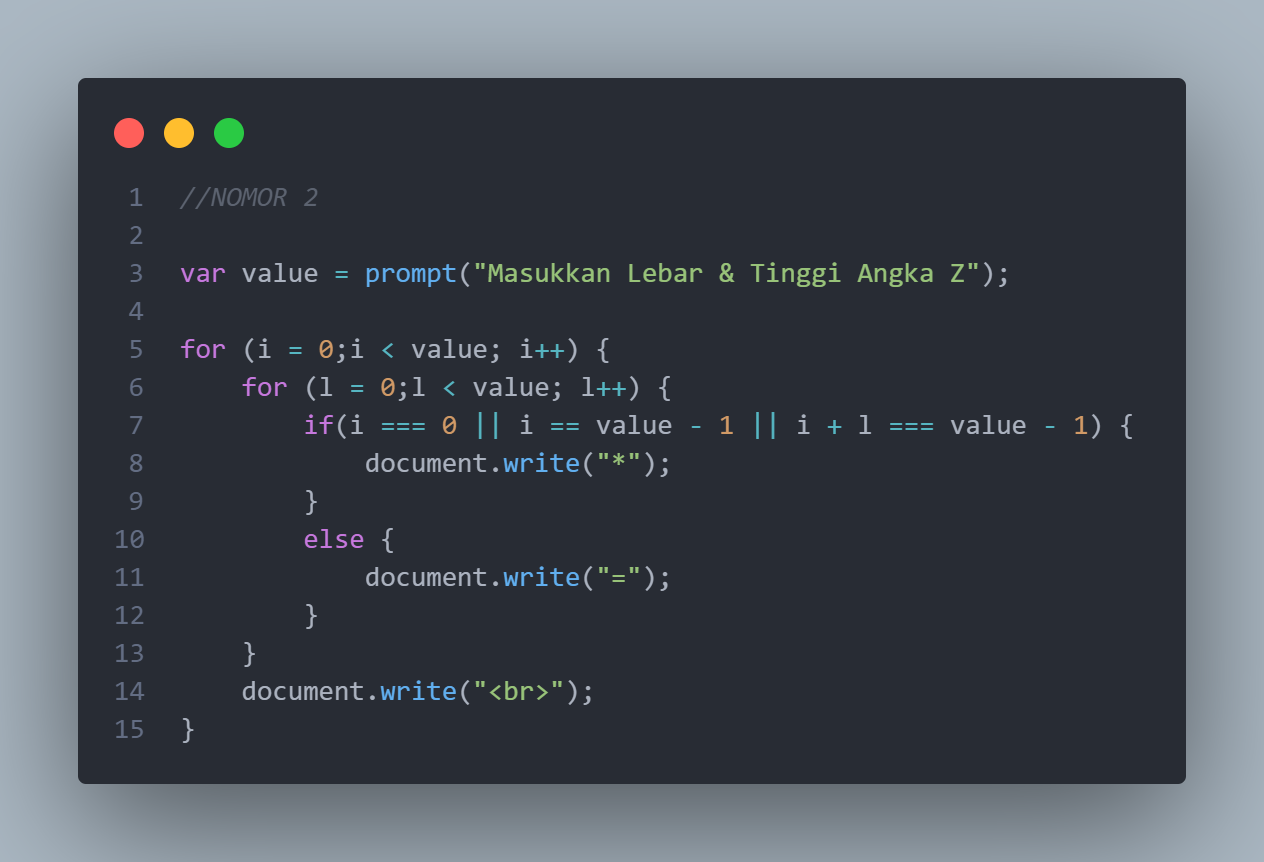 1 //NOMOR 2
2
3 var value = prompt("Masukkan Lebar & Tinggi Angka Z");
4
5 for (i = 0;i < value; i++) {
6     for (l = 0;l < value; l++) {
7         if(i === 0 || i == value - 1 || i + l === value - 1) {
8             document.write("*");
9         }
10         else {
11             document.write("=");
12         }
13     }
14     document.write("<br>");
15 }